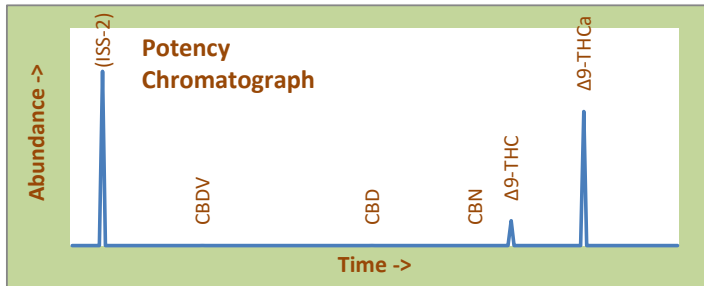 Potency
Chromatograph
Abundance ->
(ISS-2)
CBDV
CBD
CBN
Δ9-THC
Δ9-THCa
Time ->